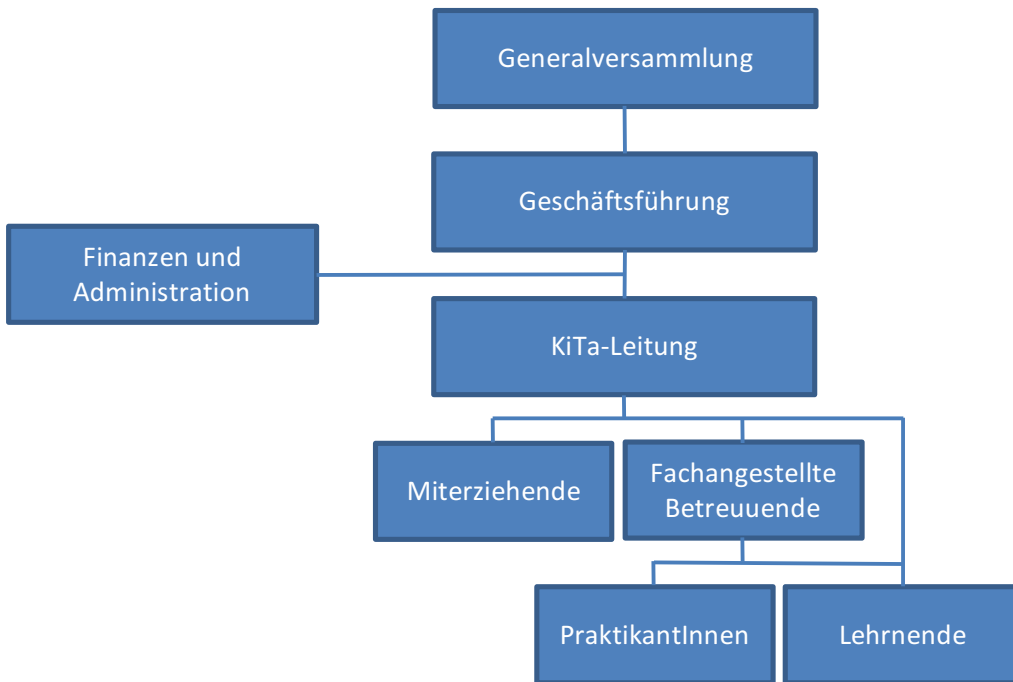 Generalversammlung
Geschäftsführung
Finanzen und
Administration
KiTa-Leitung
Miterziehende
Fachangestellte
Betreuuende
PraktikantInnen
Lehrnende